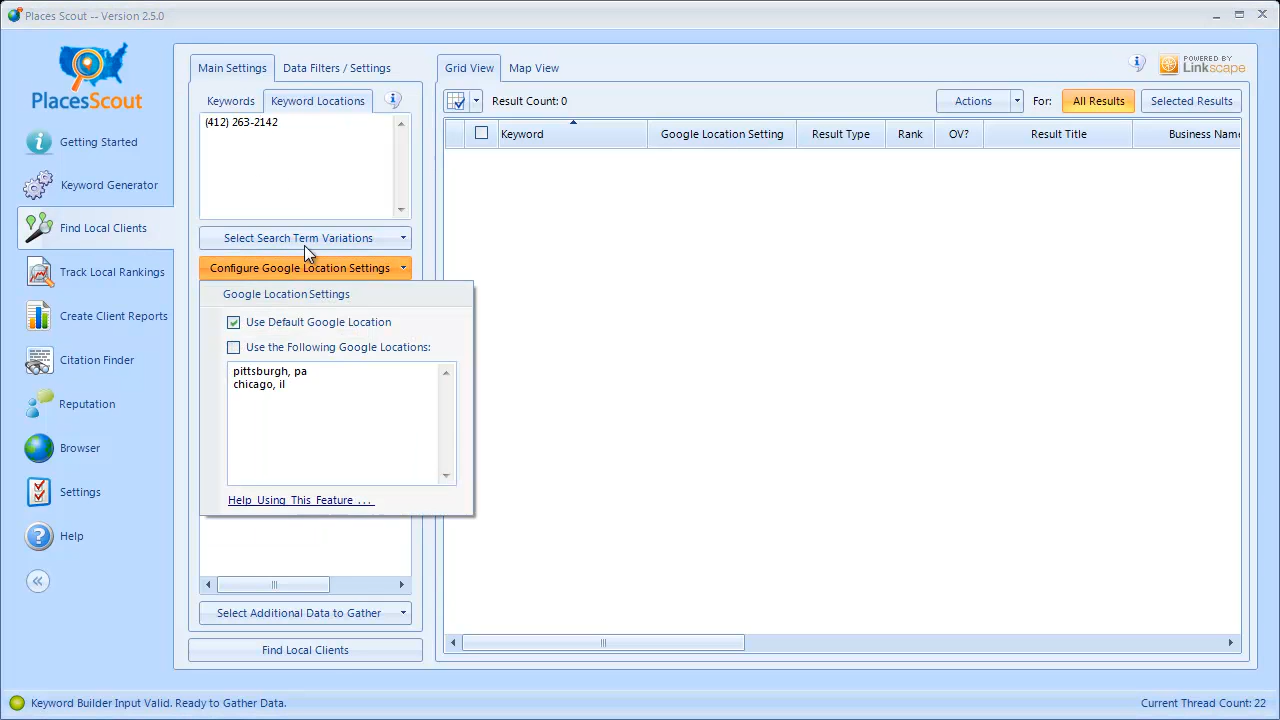 Places Scout -- Version 2.5.0
PlacesScout
Getting Started
Keyword Generator
Find Local Clients
Track Local Rankings
Create Client Reports
Citation Finder
Reputation
Browser
Settings
Help
Main Settings
Data Filters / Settings
Keywords
Keyword Locations
(412) 263-2142
Select Search Term Variations
Configure Google Location Settings
Google Location Settings
Use Default Google Location
Use the Following Google Locations:
pittsburgh, pa
chicago, il
Help Using This Feature ...
Select Additional Data to Gather
Find Local Clients
Grid View
Map View
POWERED BY
Linkscape
Result Count: 0
Actions
For:
All Results
Selected Results
Keyword
Google Location Setting
Result Type
Rank
OV?
Result Title
Business Name
Keyword Builder Input Valid. Ready to Gather Data.
Current Thread Count: 22